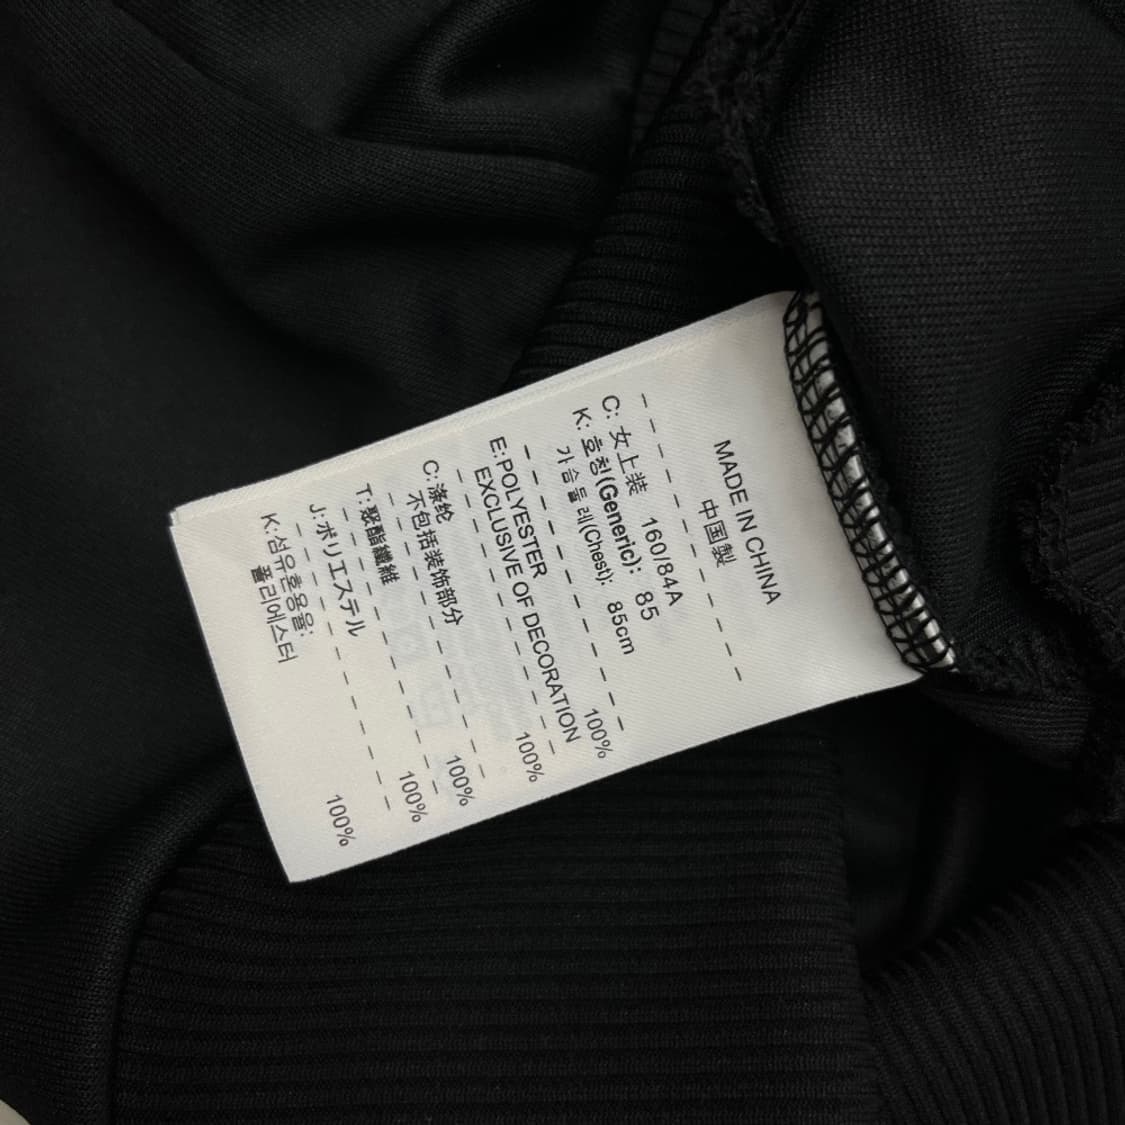 MADE IN CHINA
中国製
C: 女上装 160/84A
K: 호칭(Generic): 85
가슴둘레(Chest): 85cm
E:POLYESTER 100%
EXCLUSIVE OF DECORATION
C:涤纶 100%
不包括装饰部分
T:聚酯纖維 100%
J:ポリエステル 100%
K:섬유혼용율:
폴리에스터 100%